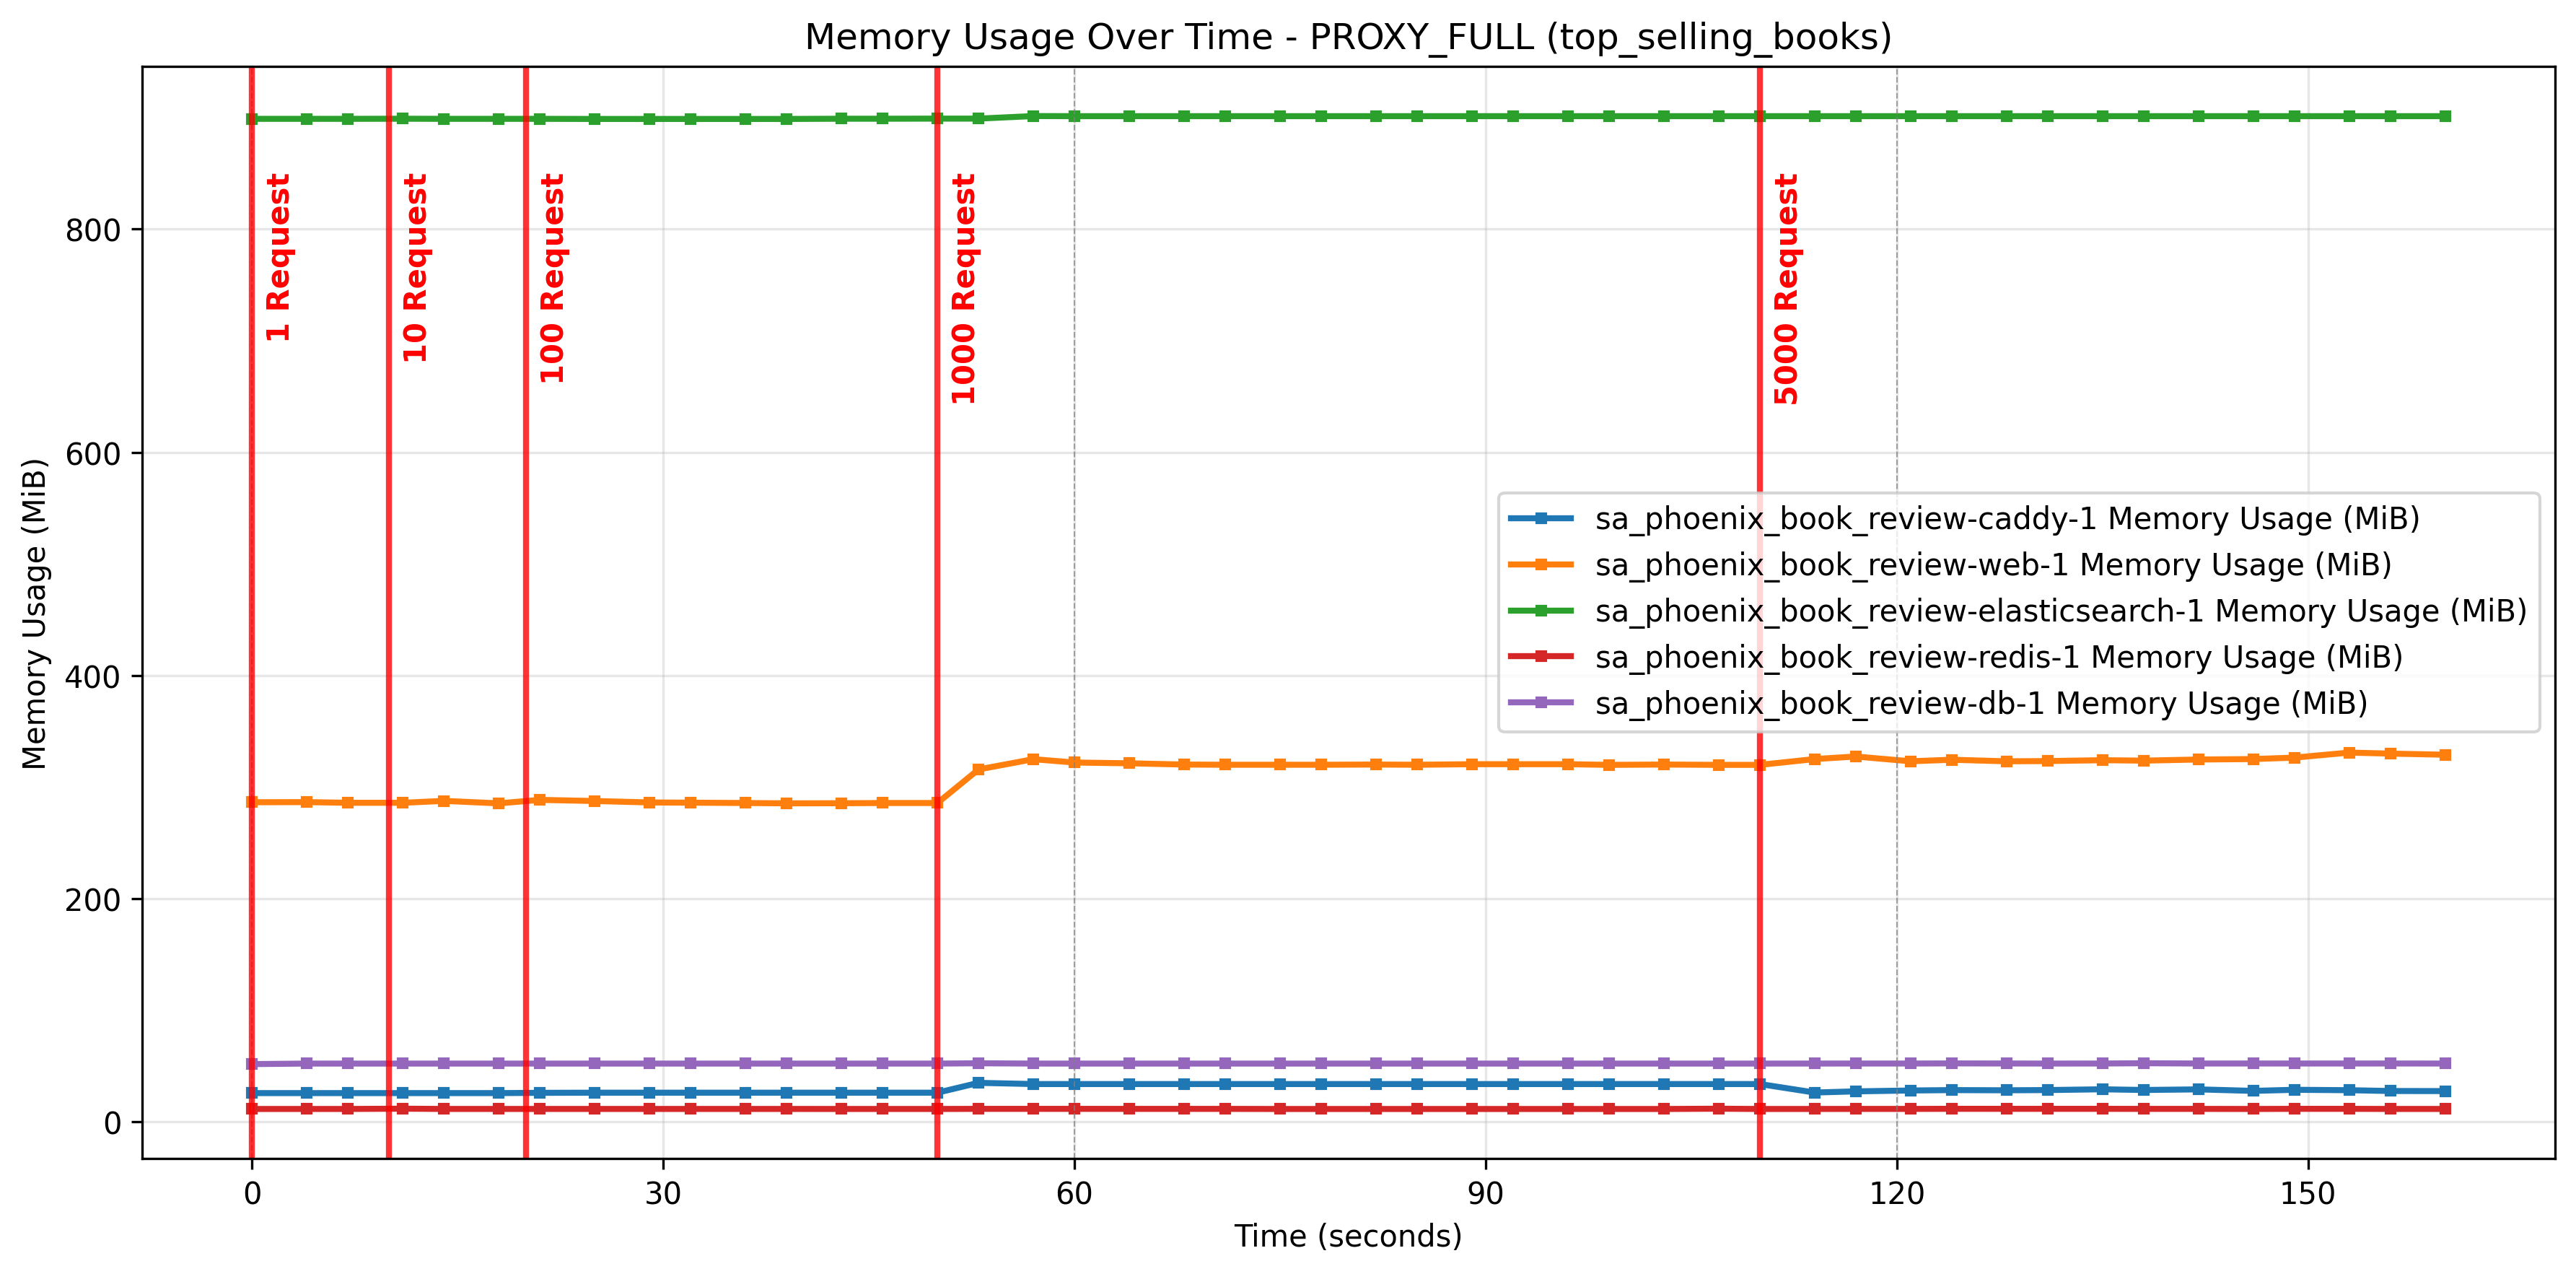 Memory Usage Over Time - PROXY_FULL (top_selling_books)
Memory Usage (MiB)
800
600
400
200
0
1 Request
10 Request
100 Request
1000 Request
5000 Request
sa_phoenix_book_review-caddy-1 Memory Usage (MiB)
sa_phoenix_book_review-web-1 Memory Usage (MiB)
sa_phoenix_book_review-elasticsearch-1 Memory Usage (MiB)
sa_phoenix_book_review-redis-1 Memory Usage (MiB)
sa_phoenix_book_review-db-1 Memory Usage (MiB)
0 30 60 90 120 150
Time (seconds)